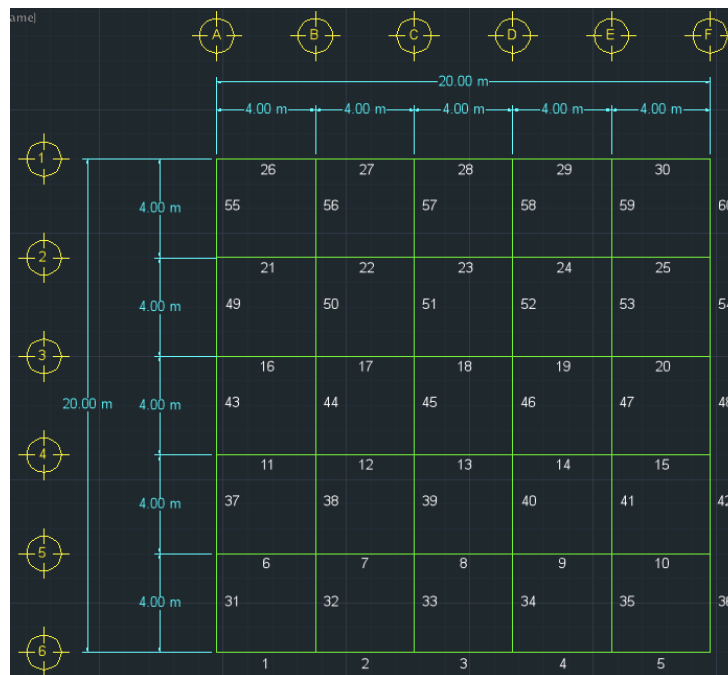 ame]
A B C D E F
20.00 m
4.00 m 4.00 m 4.00 m 4.00 m 4.00 m
1
26 27 28 29 30
4.00 m 55 56 57 58 59
2
21 22 23 24 25
4.00 m 49 50 51 52 53
3
16 17 18 19 20
20.00 m 4.00 m 43 44 45 46 47
4
11 12 13 14 15
4.00 m 37 38 39 40 41 42
5
6 7 8 9 10
4.00 m 31 32 33 34 35
6
1 2 3 4 5